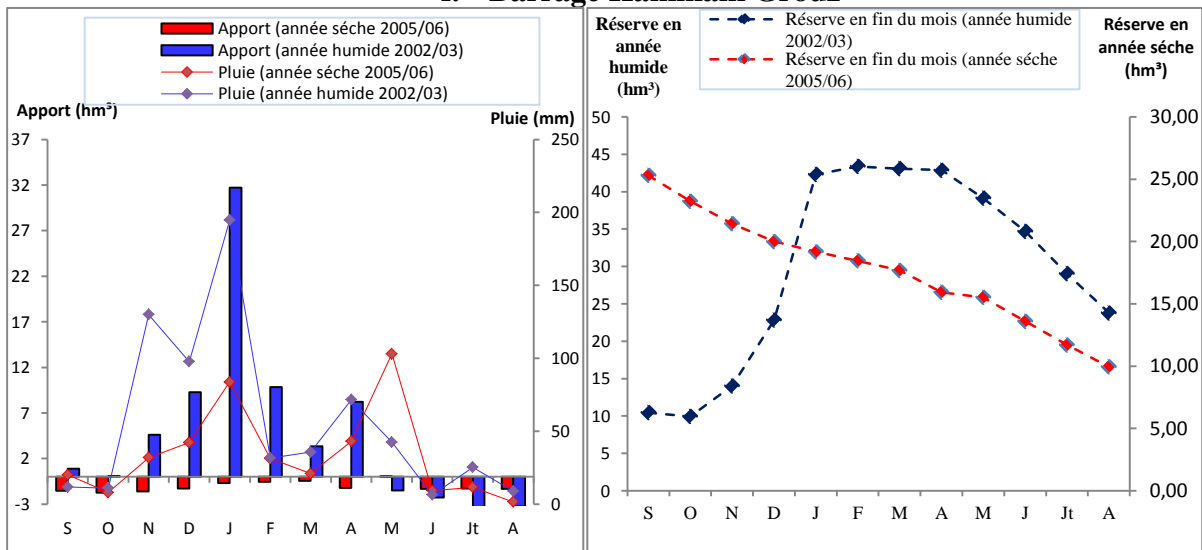 Apport (année séche 2005/06)
Apport (année humide 2002/03)
Pluie (année séche 2005/06)
Pluie (année humide 2002/03)
Apport (hm³)
Pluie (mm)
37
32
27
22
17
12
7
2
-3
250
200
150
100
50
0
S O N D J F M A M J Jt A
Réserve en
année
humide
(hm³)
Réserve en fin du mois (année humide
2002/03)
Réserve en fin du mois (année séche
2005/06)
Réserve en
année séche
(hm³)
50
45
40
35
30
25
20
15
10
5
0
30,00
25,00
20,00
15,00
10,00
5,00
0,00
S O N D J F M A M J Jt A